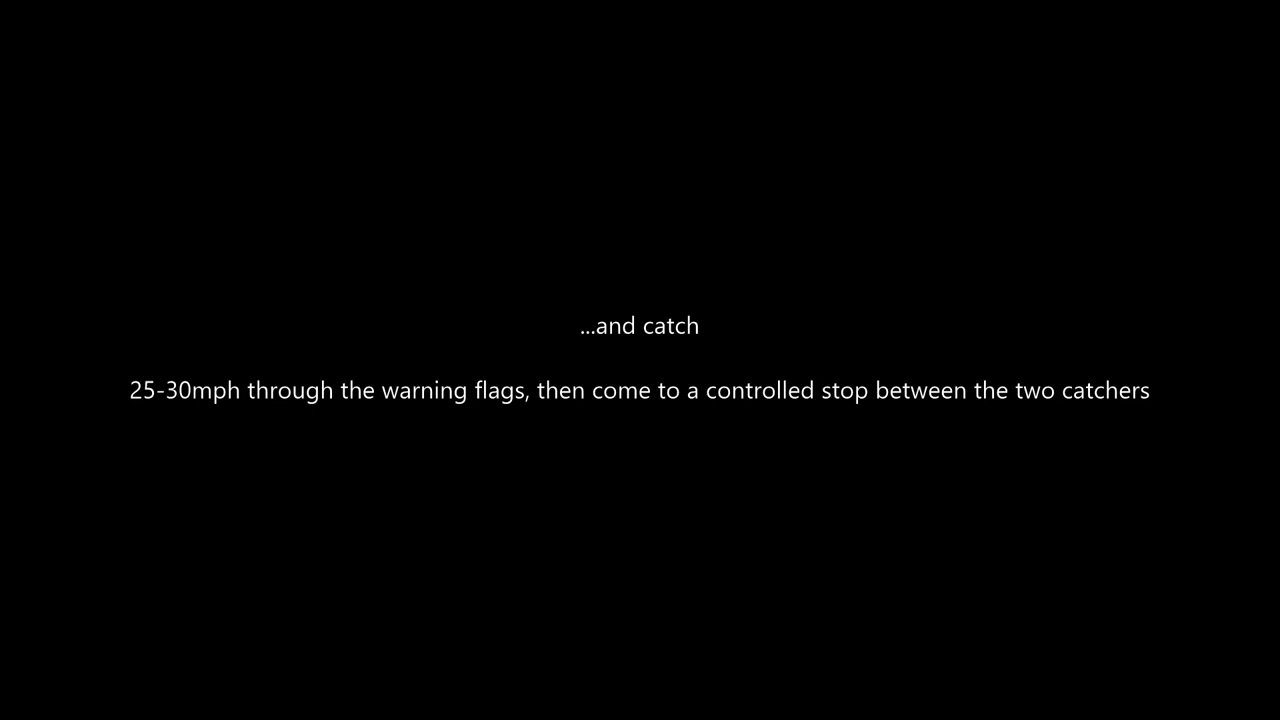 ...and catch
25-30mph through the warning flags, then come to a controlled stop between the two catchers